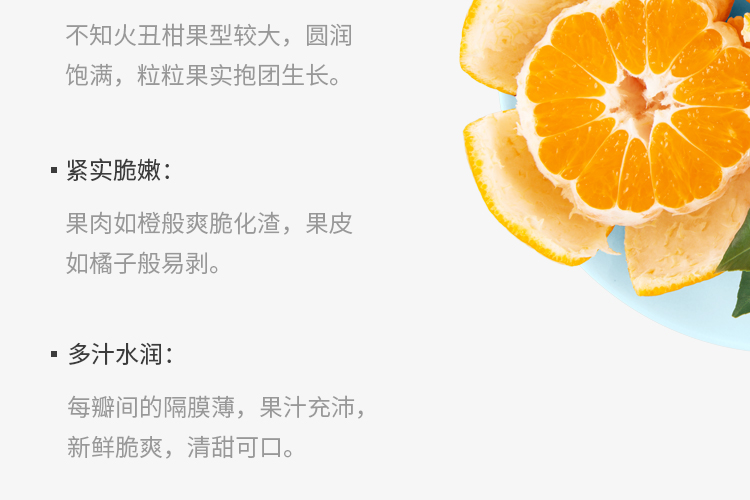 不知火丑柑果型较大，圆润
饱满，粒粒果实抱团生长。
紧实脆嫩：
果肉如橙般爽脆化渣，果皮
如橘子般易剥。
多汁水润：
每瓣间的隔膜薄，果汁充沛，
新鲜脆爽，清甜可口。